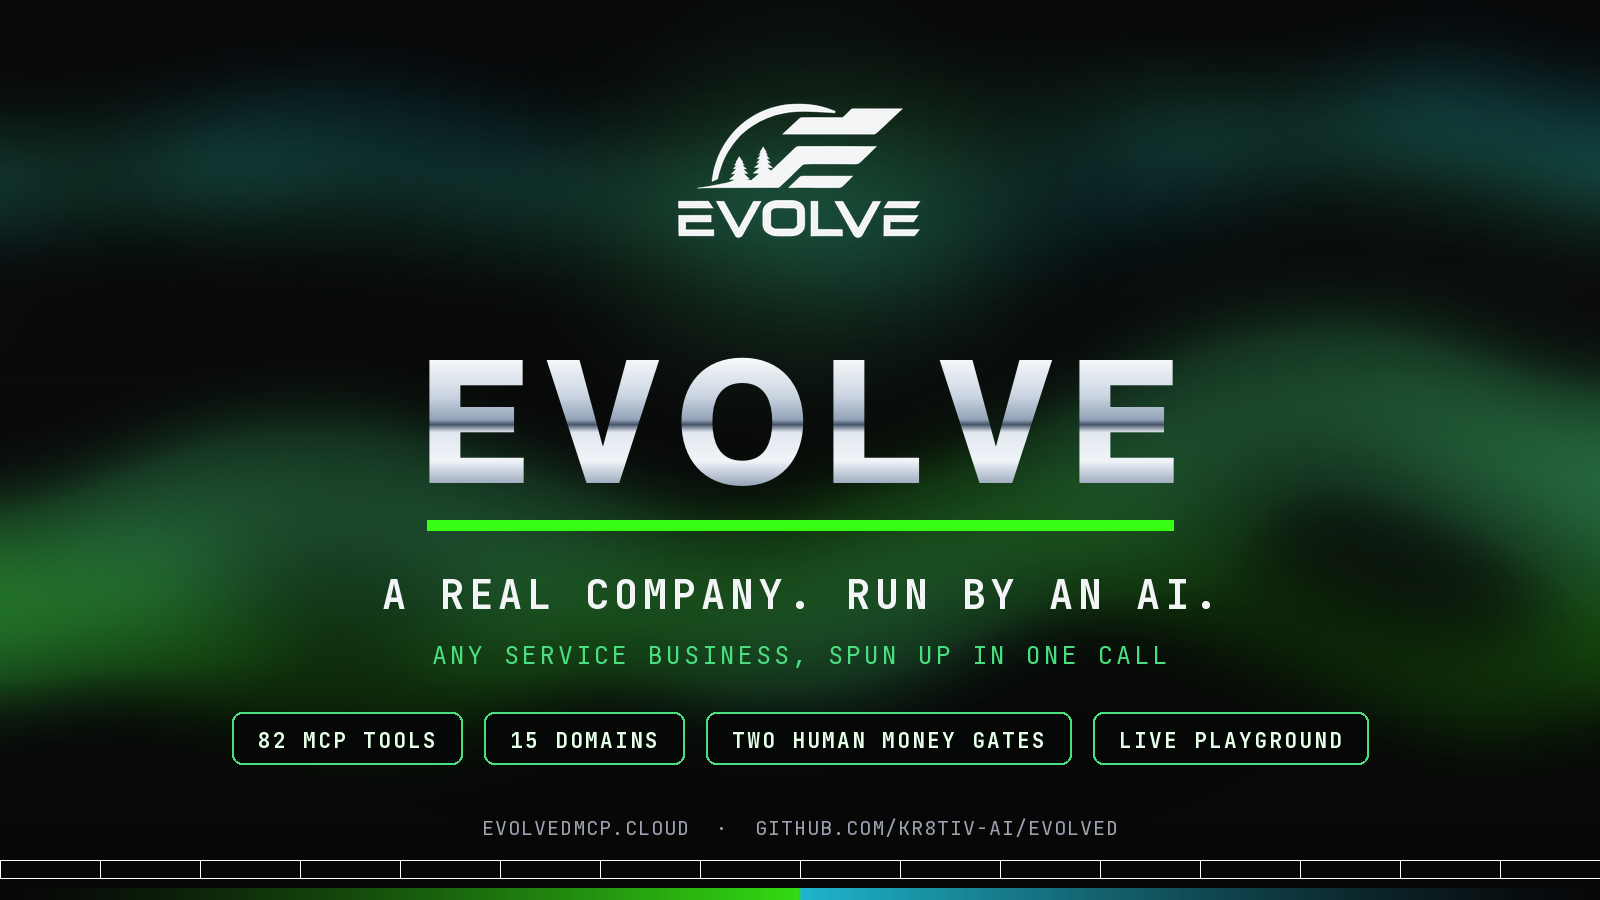 EVOLVE
EVOLVE
A REAL COMPANY. RUN BY AN AI.
ANY SERVICE BUSINESS, SPUN UP IN ONE CALL
82 MCP TOOLS
15 DOMAINS
TWO HUMAN MONEY GATES
LIVE PLAYGROUND
EVOLVEDMCP.CLOUD · GITHUB.COM/KR8TIV-AI/EVOLVED